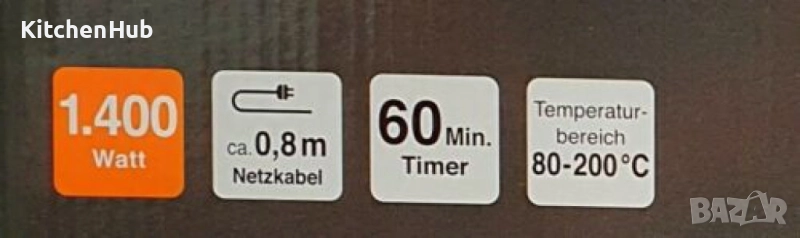 KitchenHub
1.400
Watt
ca. 0,8 m
Netzkabel
60 Min.
Timer
Temperatur-
bereich
80-200 °C
BAZAR